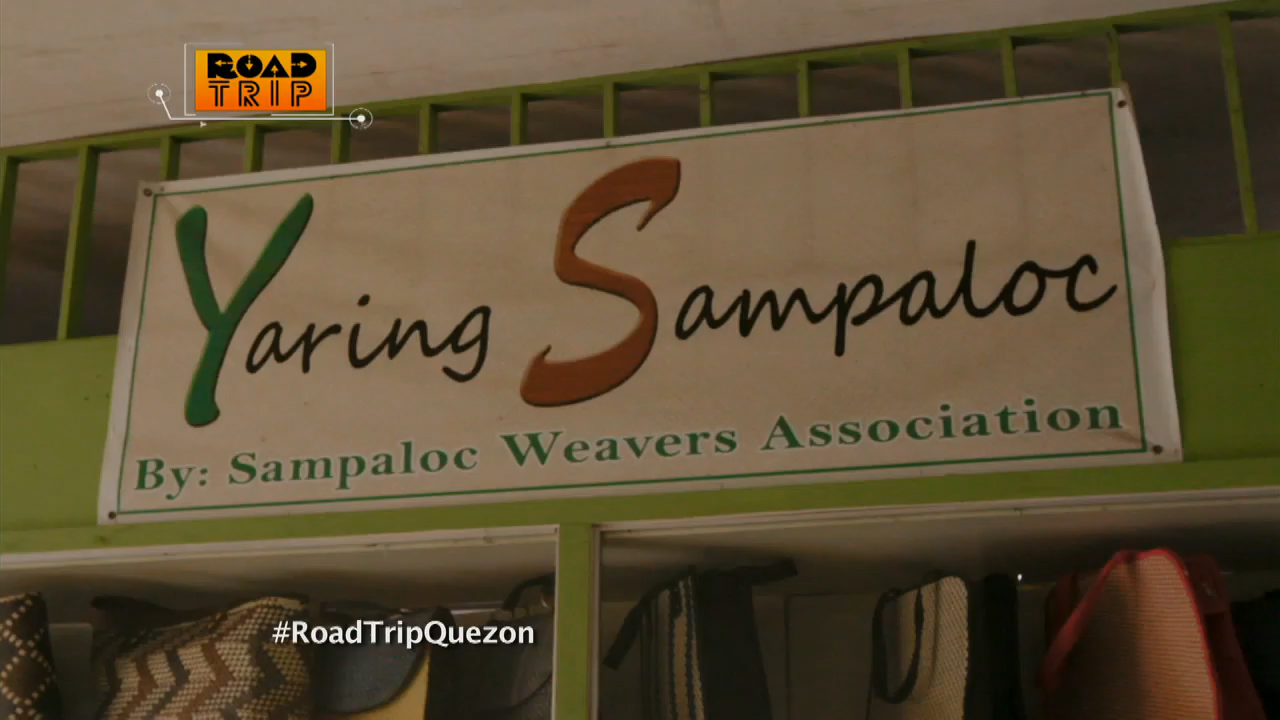 ROAD
TRIP
Yaring Sampaloc
By: Sampaloc Weavers Association
#RoadTripQuezon